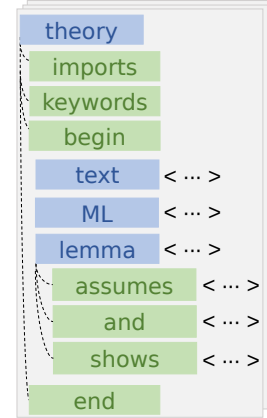 theory
imports
keywords
begin
text < ··· >
ML < ··· >
lemma < ··· >
assumes < ··· >
and < ··· >
shows < ··· >
end